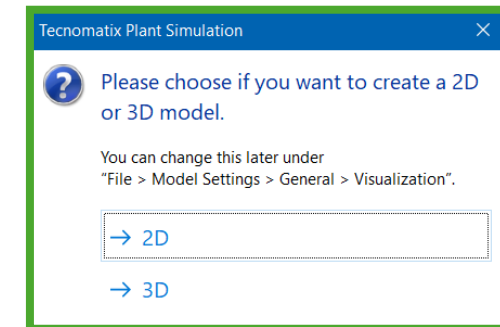 Tecnomatix Plant Simulation
Please choose if you want to create a 2D
or 3D model.
You can change this later under
"File > Model Settings > General > Visualization".
→ 2D
→ 3D